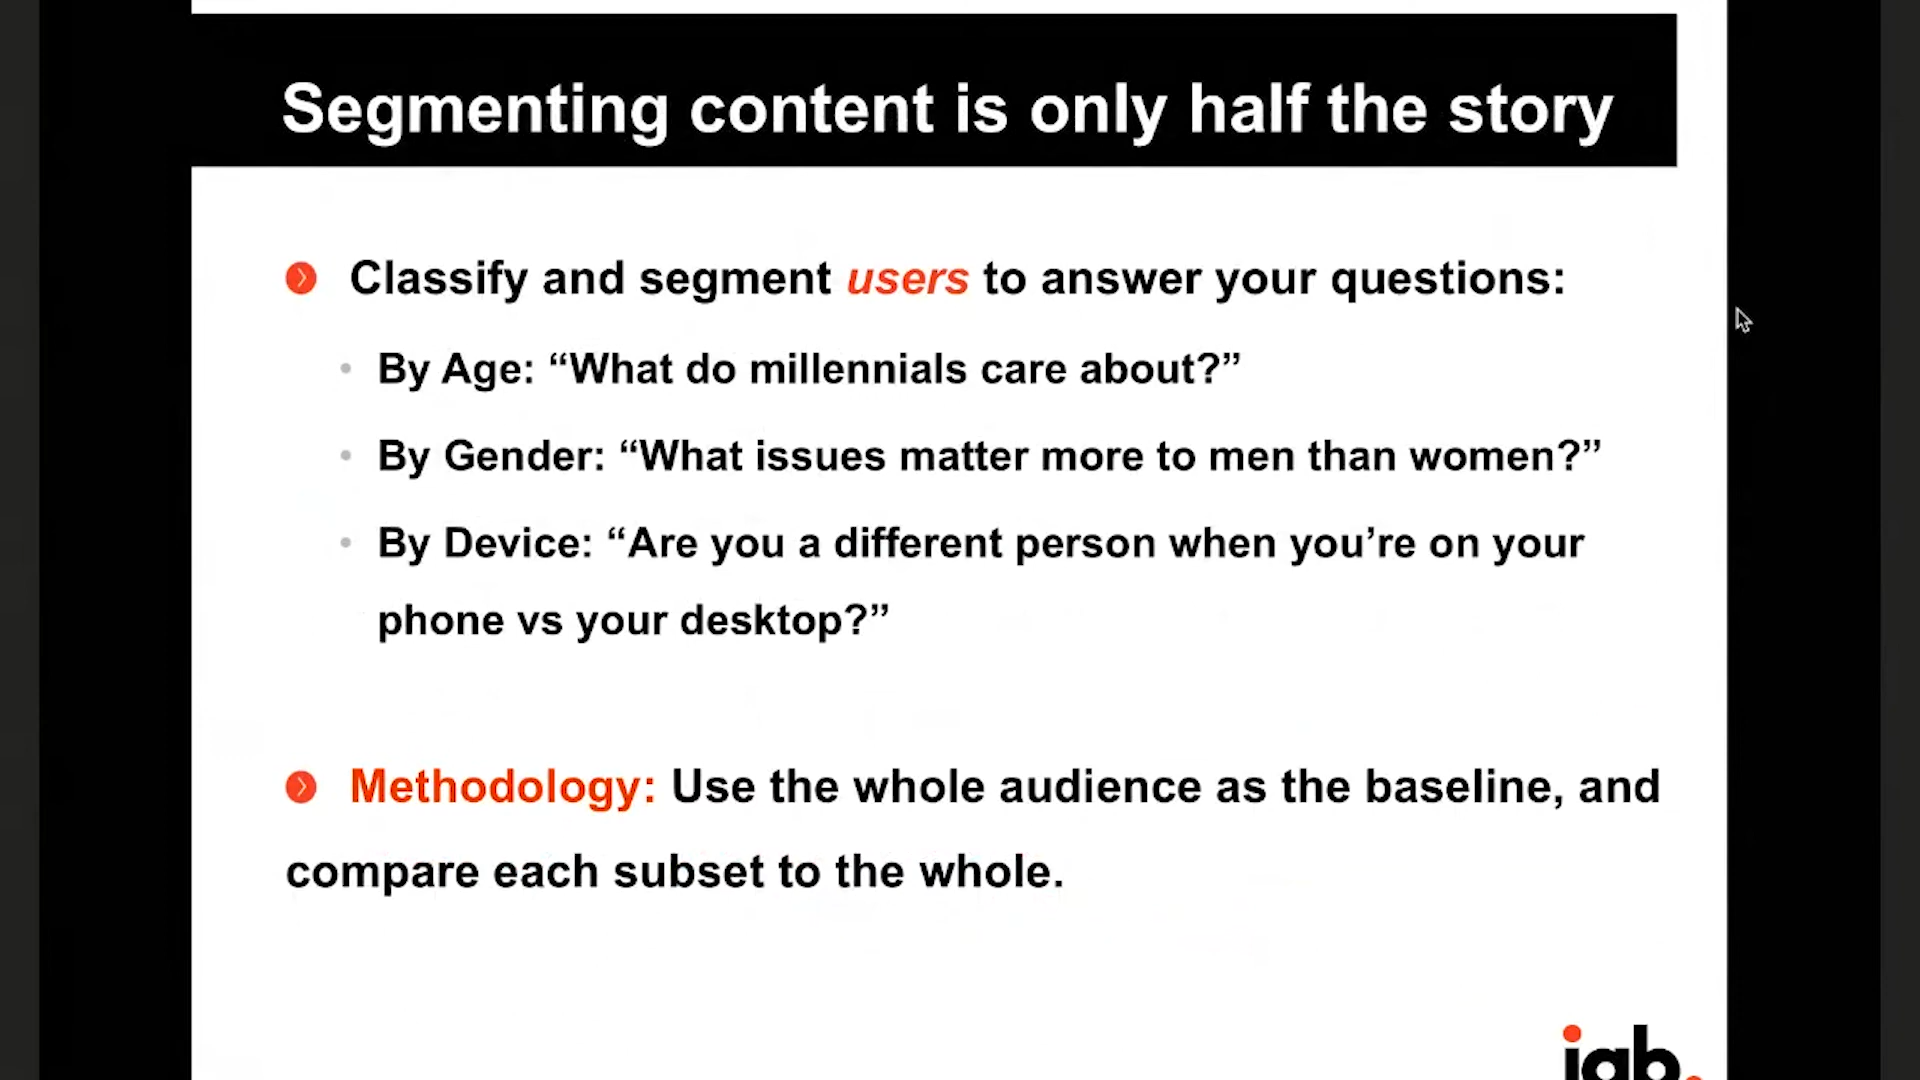 Segmenting content is only half the story
Classify and segment users to answer your questions:
By Age: “What do millennials care about?”
By Gender: “What issues matter more to men than women?”
By Device: “Are you a different person when you’re on your
phone vs your desktop?”
Methodology: Use the whole audience as the baseline, and
compare each subset to the whole.
iab.